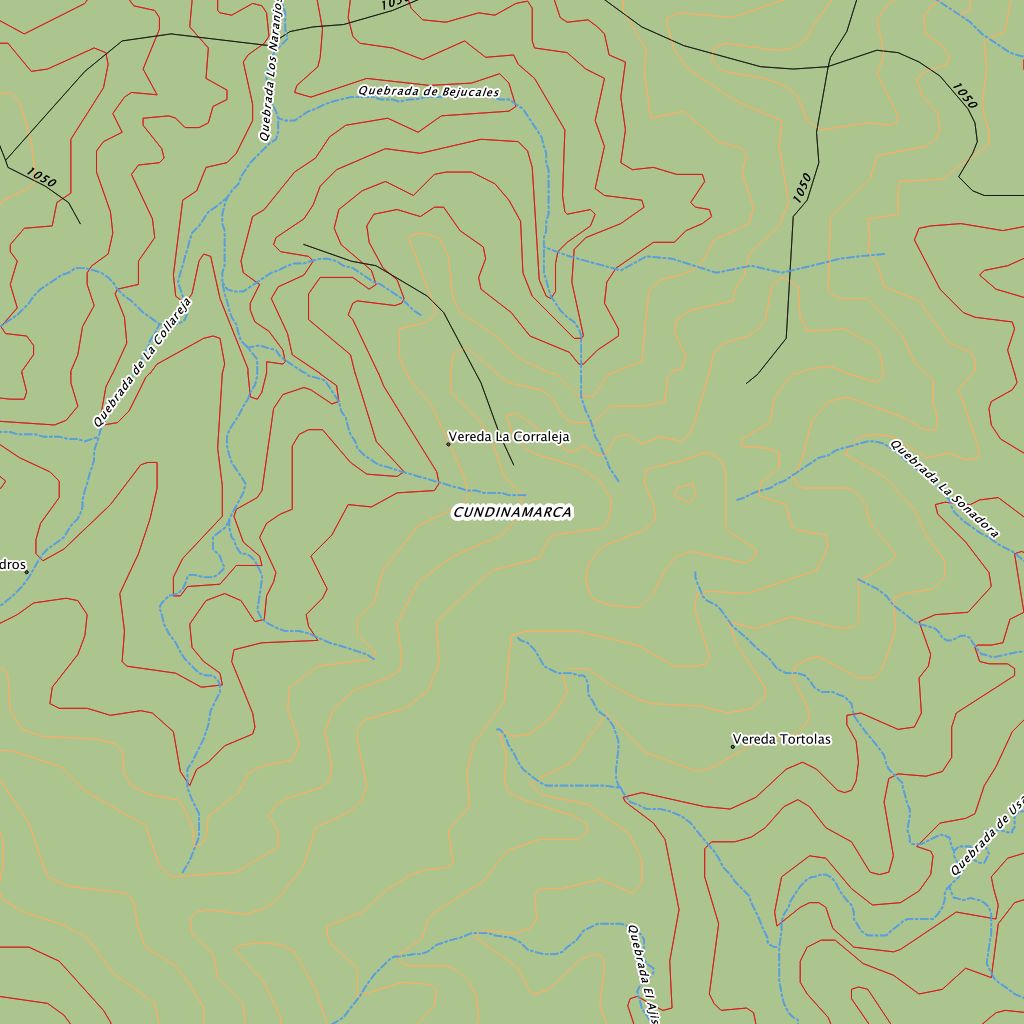 1050
Quebrada Los Naranjos
Quebrada de Bejucales
1050
1050
1050
Quebrada de La Collareja
Vereda La Corraleja
Quebrada La Sonadora
CUNDINAMARCA
dros
Vereda Tortolas
Quebrada de Usa
Quebrada El Ajis